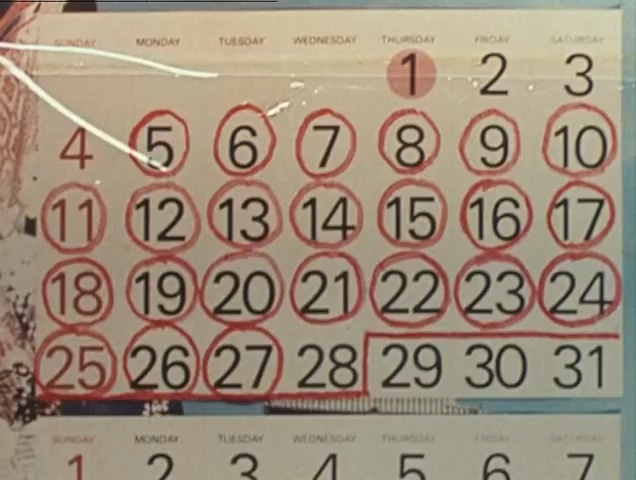 SUNDAY MONDAY TUESDAY WEDNESDAY THURSDAY FRIDAY SATURDAY
1 2 3
4 5 6 7 8 9 10
11 12 13 14 15 16 17
18 19 20 21 22 23 24
25 26 27 28 29 30 31
SUNDAY MONDAY TUESDAY WEDNESDAY THURSDAY FRIDAY SATURDAY
1 2 3 4 5 6 7